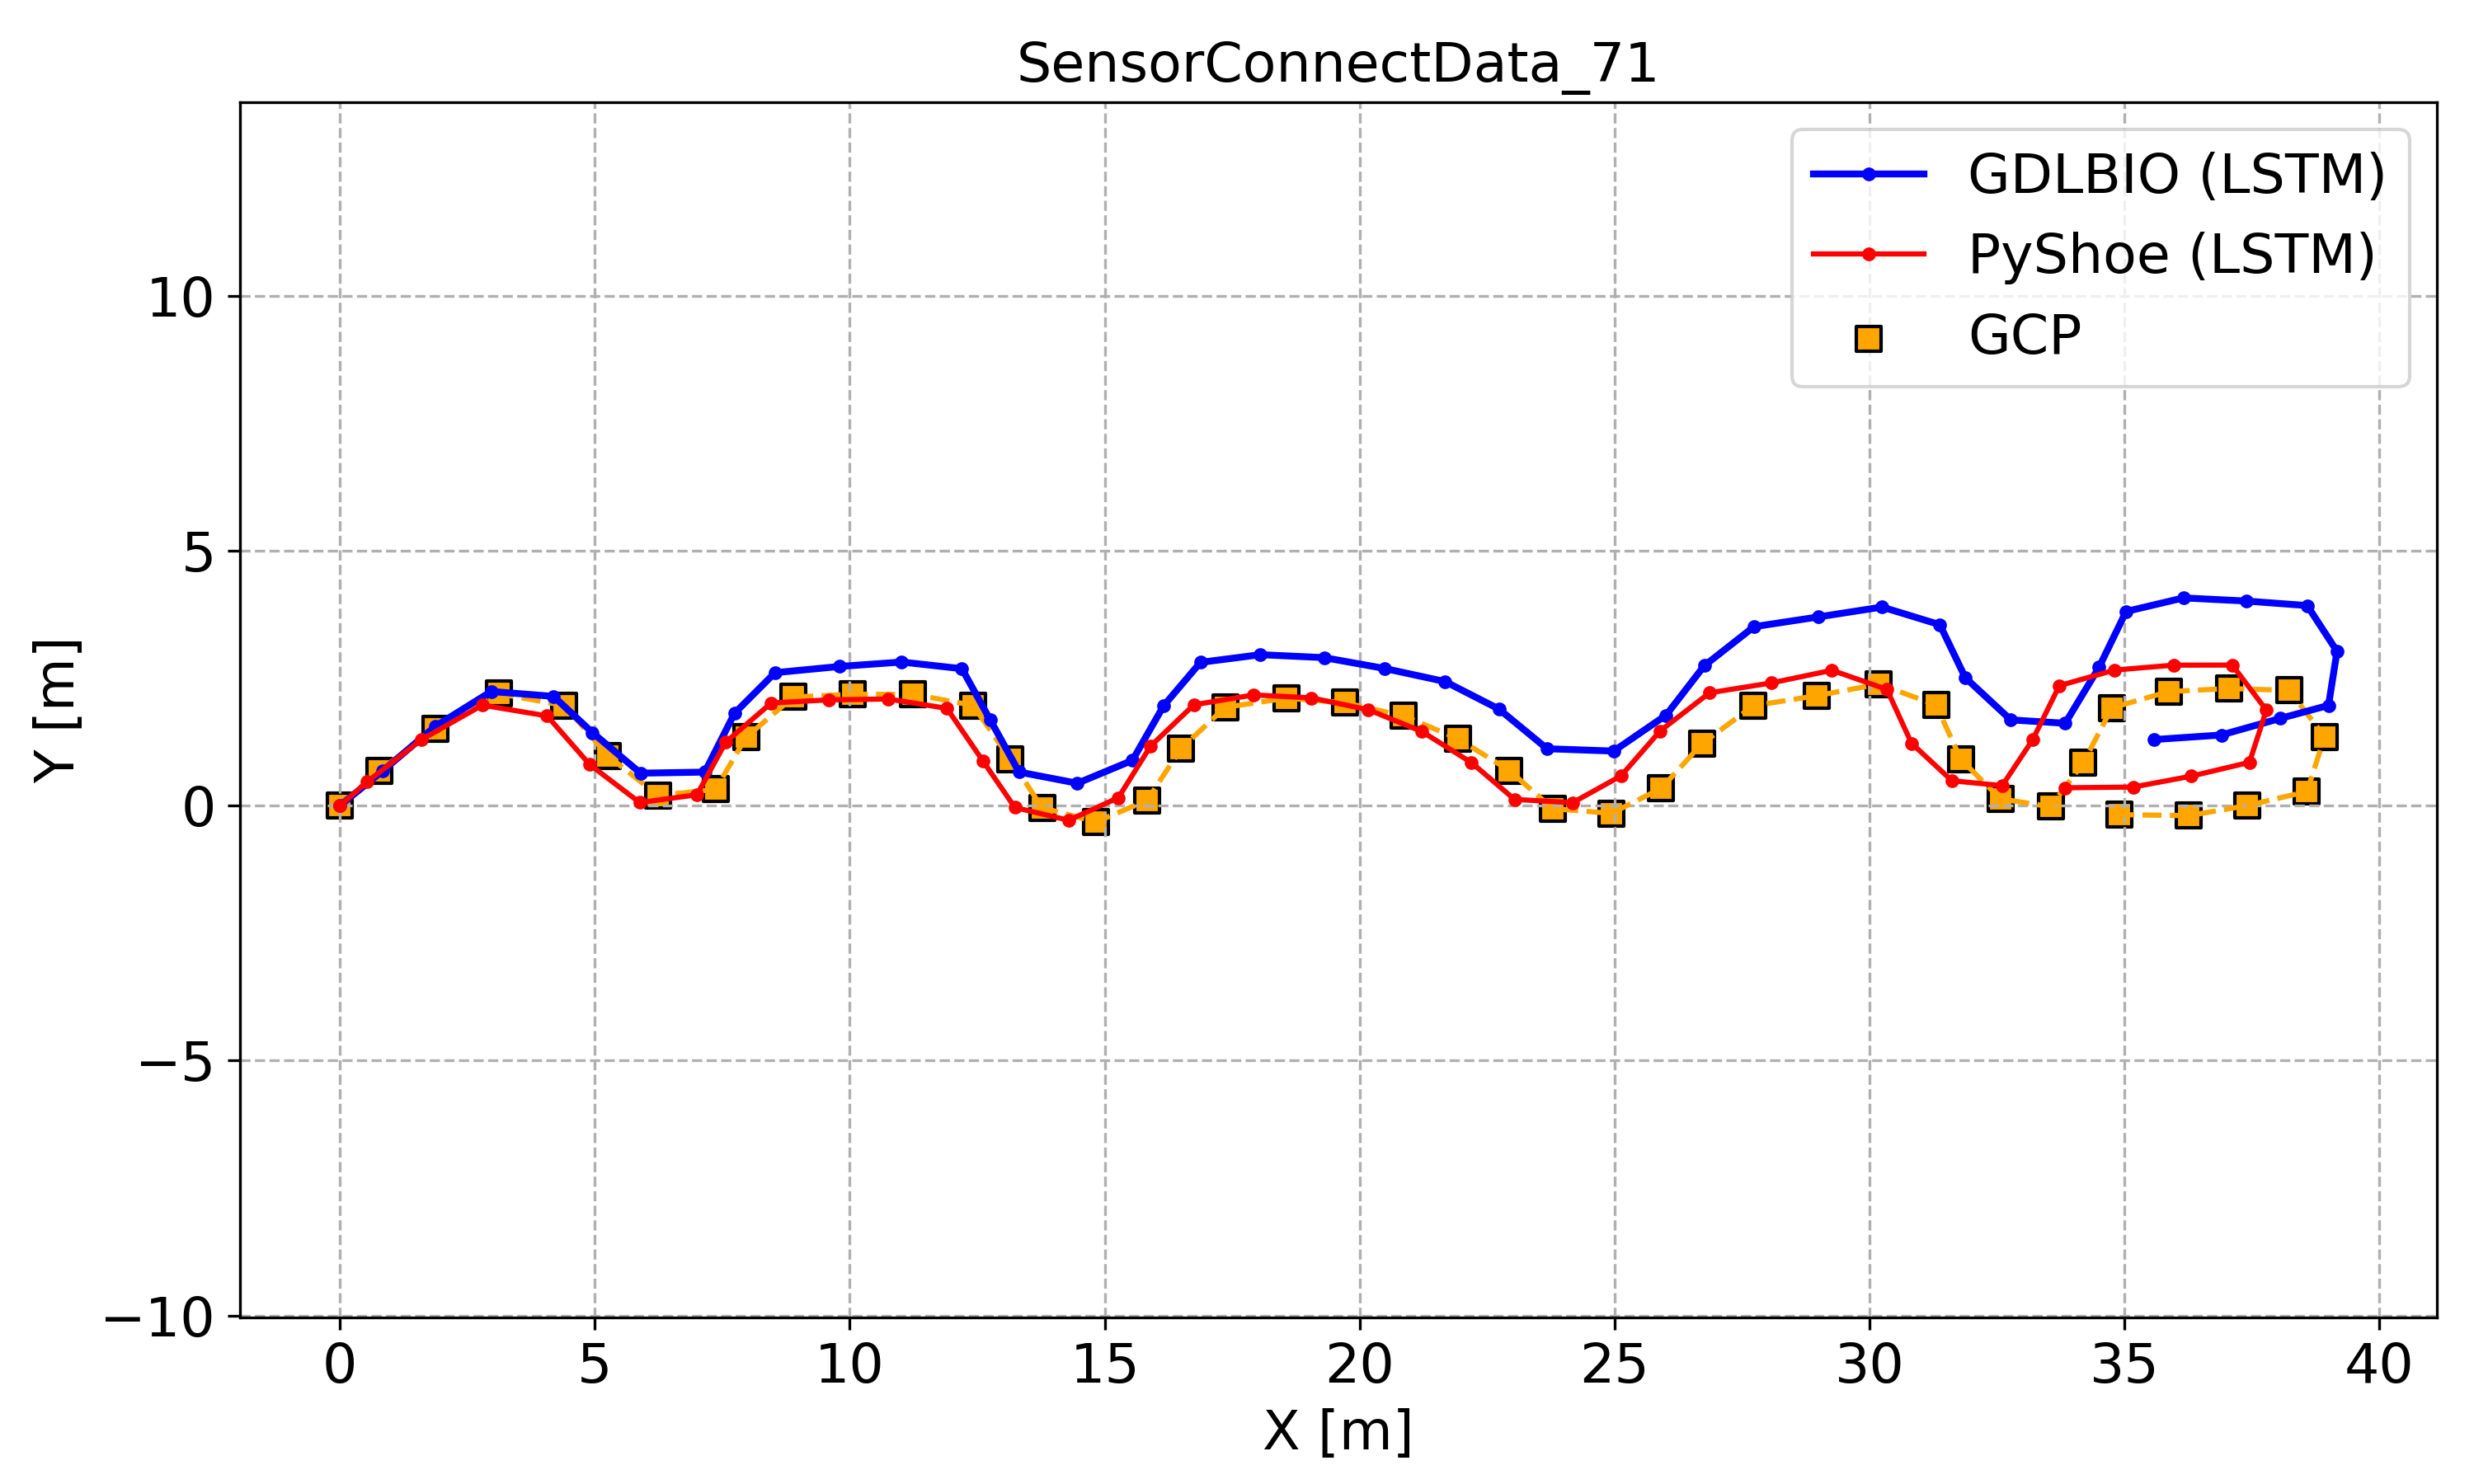 SensorConnectData_71
GDLBIO (LSTM)
PyShoe (LSTM)
GCP
Y [m]
10
5
0
−5
−10
0 5 10 15 20 25 30 35 40
X [m]